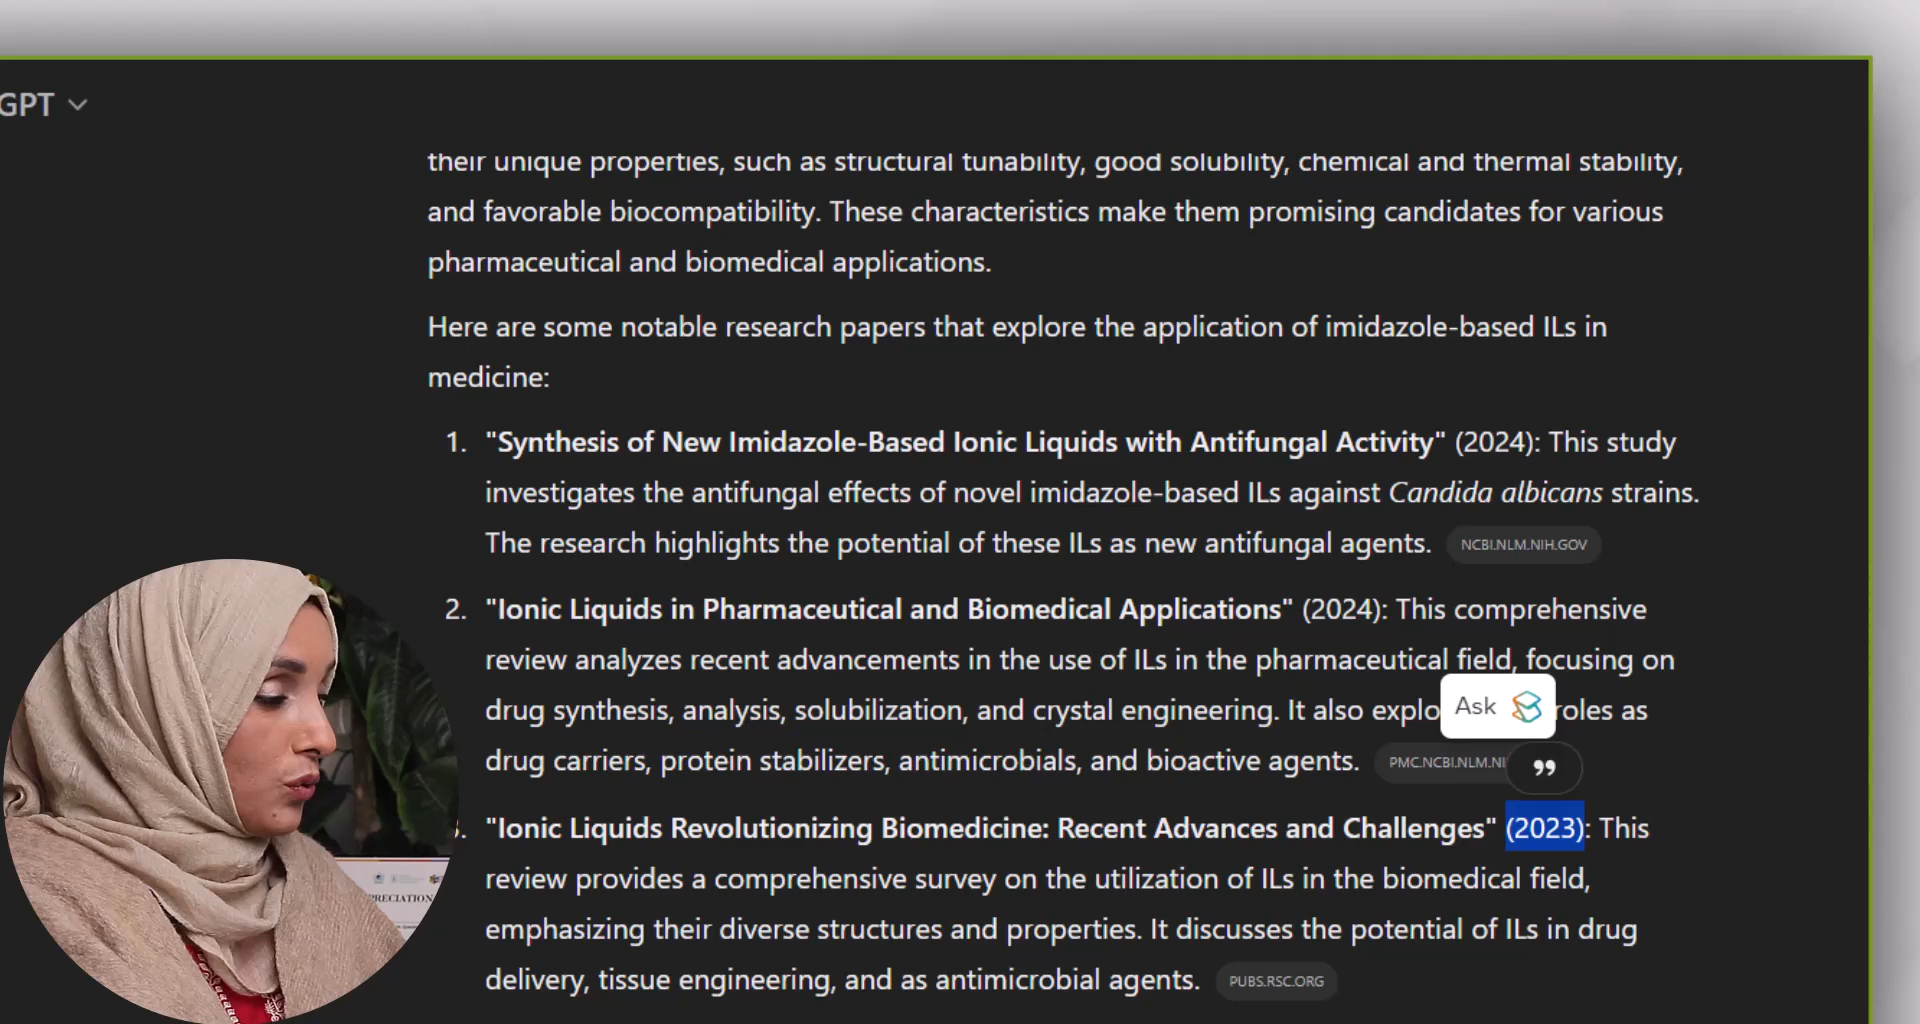 GPT
their unique properties, such as structural tunability, good solubility, chemical and thermal stability,
and favorable biocompatibility. These characteristics make them promising candidates for various
pharmaceutical and biomedical applications.
Here are some notable research papers that explore the application of imidazole-based ILs in
medicine:
1. "Synthesis of New Imidazole-Based Ionic Liquids with Antifungal Activity" (2024): This study
investigates the antifungal effects of novel imidazole-based ILs against Candida albicans strains.
The research highlights the potential of these ILs as new antifungal agents. NCBI.NLM.NIH.GOV
2. "Ionic Liquids in Pharmaceutical and Biomedical Applications" (2024): This comprehensive
review analyzes recent advancements in the use of ILs in the pharmaceutical field, focusing on
drug synthesis, analysis, solubilization, and crystal engineering. It also explo roles as
Ask
drug carriers, protein stabilizers, antimicrobials, and bioactive agents. PMC.NCBI.NLM.NI
"Ionic Liquids Revolutionizing Biomedicine: Recent Advances and Challenges" (2023): This
review provides a comprehensive survey on the utilization of ILs in the biomedical field,
emphasizing their diverse structures and properties. It discusses the potential of ILs in drug
delivery, tissue engineering, and as antimicrobial agents. PUBS.RSC.ORG
PRECIATION